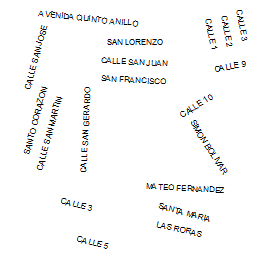 AVENIDA QUINTO ANILLO
CALLE 1
CALLE 2
CALLE 3
SAN LORENZO
CALLE SAN JOSE
CALLE SAN JUAN
CALLE 9
SAN FRANCISCO
CALLE 10
SANTO CORAZON
CALLE SAN MARTIN
CALLE SAN GERARDO
SIMON BOLIVAR
MATEO FERNANDEZ
CALLE 3
SANTA MARIA
LAS RORAS
CALLE 5